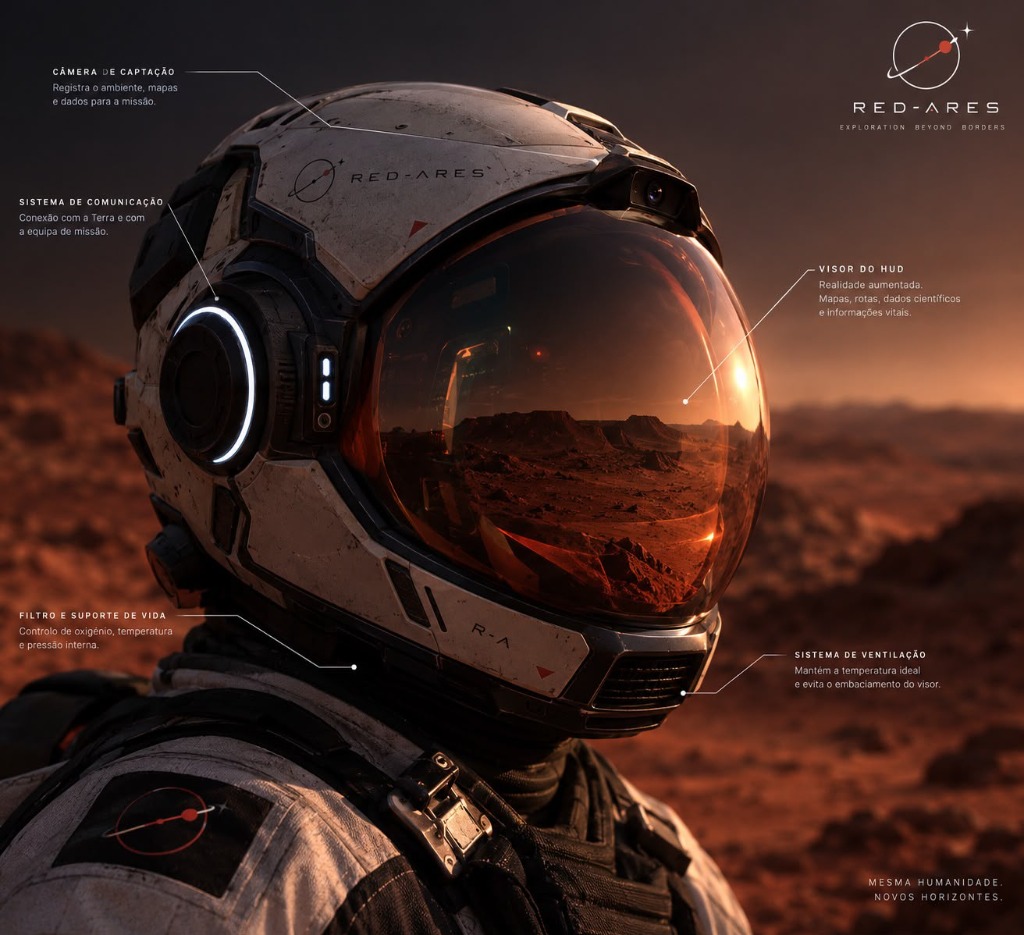 RED-ARES
EXPLORATION BEYOND BORDERS
CÂMERA DE CAPTAÇÃO
Registra o ambiente, mapas
e dados para a missão.
RED-ARES
SISTEMA DE COMUNICAÇÃO
Conexão com a Terra e com
a equipa de missão.
VISOR DO HUD
Realidade aumentada.
Mapas, rotas, dados científicos
e informações vitais.
FILTRO E SUPORTE DE VIDA
Controlo de oxigénio, temperatura
e pressão interna.
R-A
SISTEMA DE VENTILAÇÃO
Mantém a temperatura ideal
e evita o embaciamento do visor.
MESMA HUMANIDADE.
NOVOS HORIZONTES.